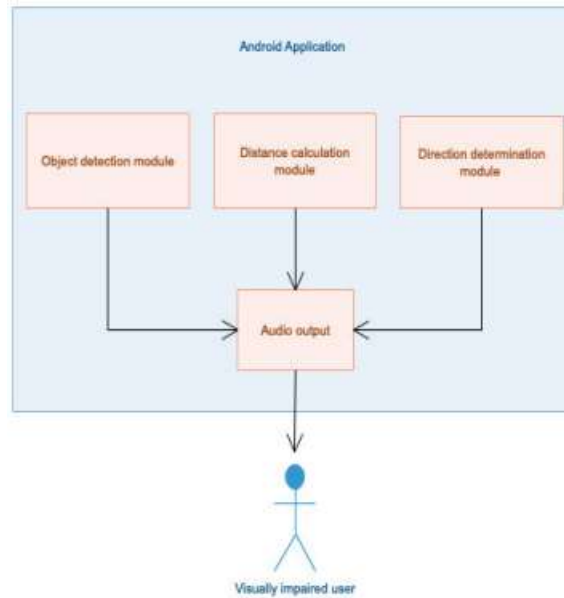 Android Application
Object detection module
Distance calculation
module
Direction determination
module
Audio output
Visually impaired user